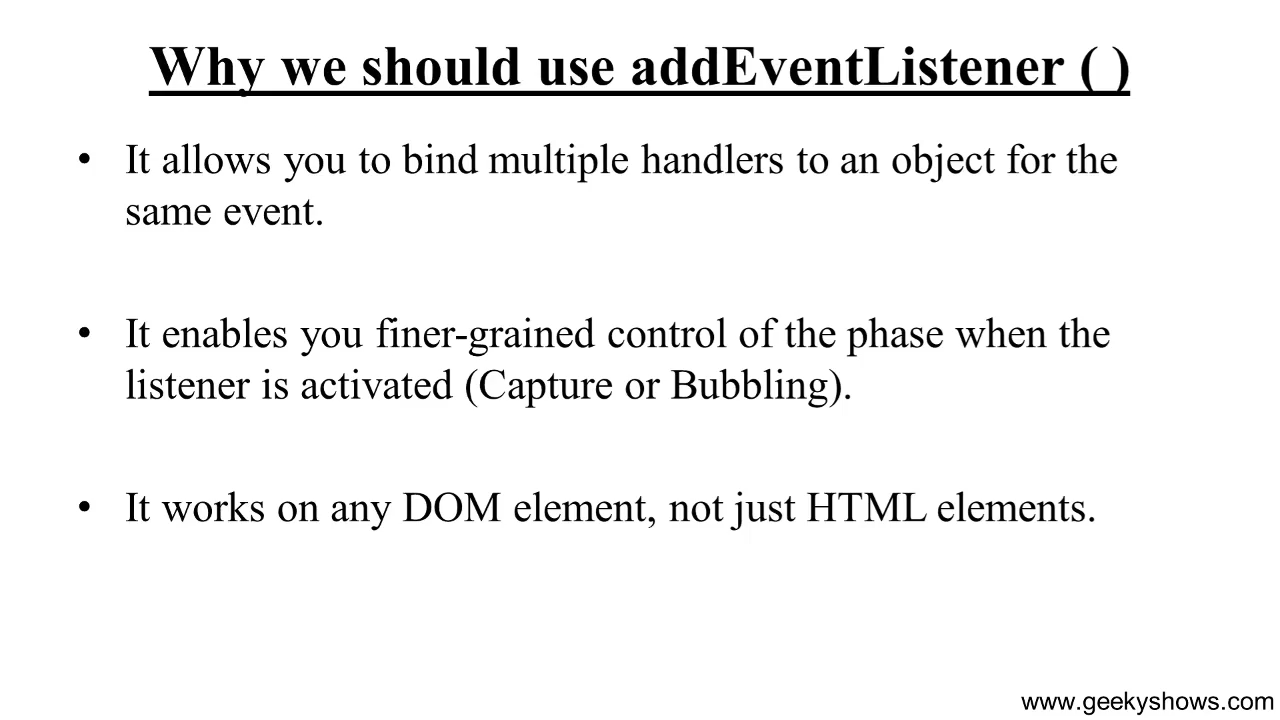 Why we should use addEventListener ( )
• It allows you to bind multiple handlers to an object for the
same event.
• It enables you finer-grained control of the phase when the
listener is activated (Capture or Bubbling).
• It works on any DOM element, not just HTML elements.
www.geekyshows.com